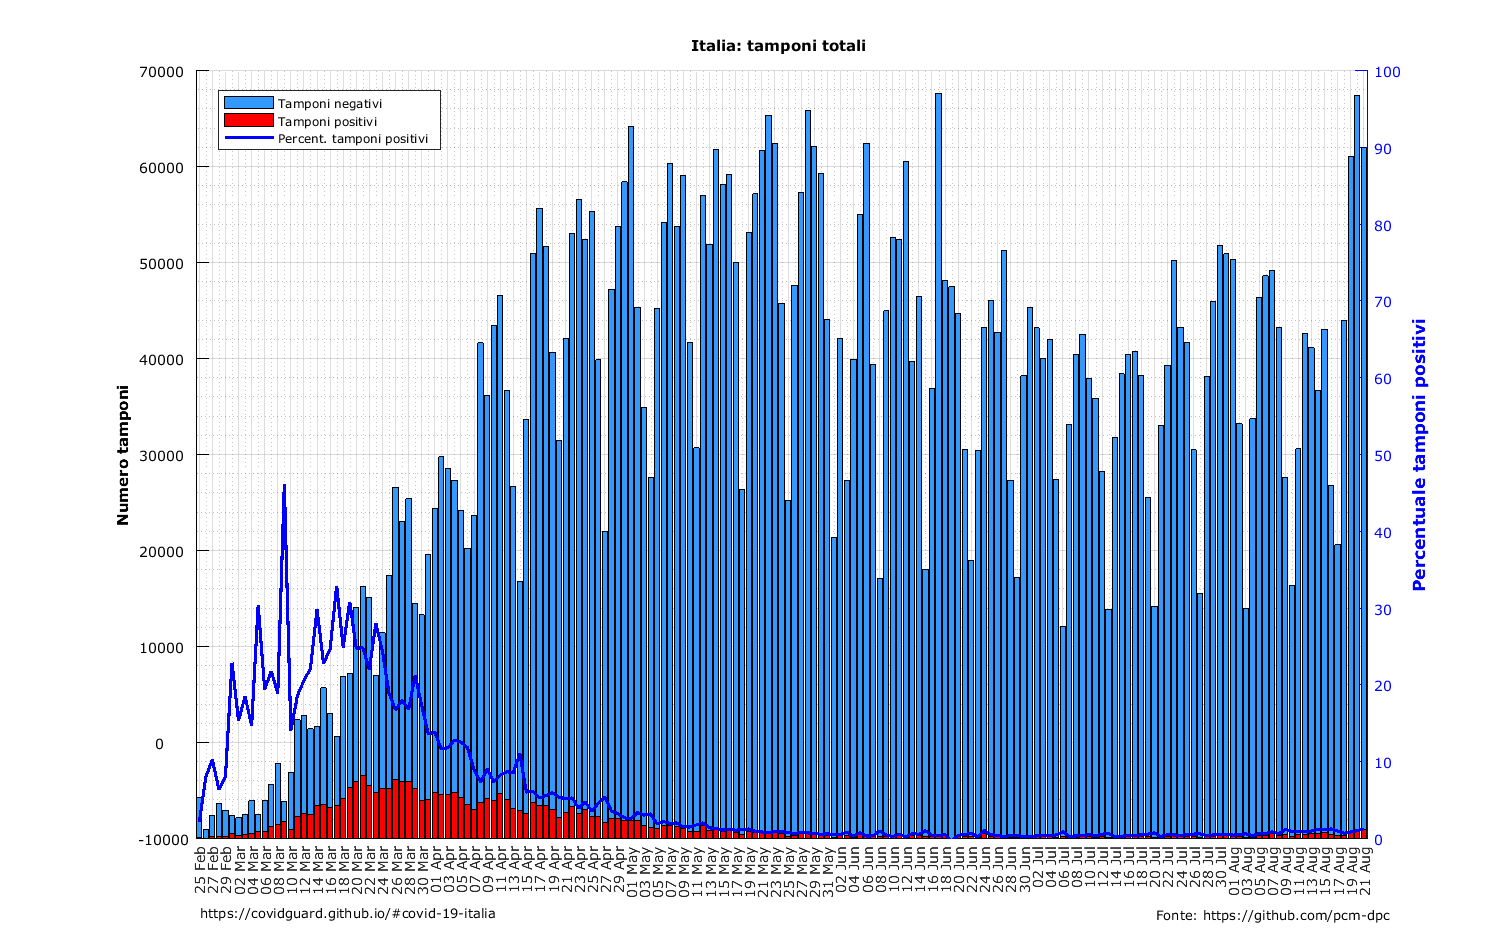 Italia: tamponi totali
Tamponi negativi
Tamponi positivi
Percent. tamponi positivi
Numero tamponi
70000
60000
50000
40000
30000
20000
10000
0
-10000
Percentuale tamponi positivi
100
90
80
70
60
50
40
30
20
10
0
25 Feb
27 Feb
29 Feb
02 Mar
04 Mar
06 Mar
08 Mar
10 Mar
12 Mar
14 Mar
16 Mar
18 Mar
20 Mar
22 Mar
24 Mar
26 Mar
28 Mar
30 Mar
01 Apr
03 Apr
05 Apr
07 Apr
09 Apr
11 Apr
13 Apr
15 Apr
17 Apr
19 Apr
21 Apr
23 Apr
25 Apr
27 Apr
29 Apr
01 May
03 May
05 May
07 May
09 May
11 May
13 May
15 May
17 May
19 May
21 May
23 May
25 May
27 May
29 May
31 May
02 Jun
04 Jun
06 Jun
08 Jun
10 Jun
12 Jun
14 Jun
16 Jun
18 Jun
20 Jun
22 Jun
24 Jun
26 Jun
28 Jun
30 Jun
02 Jul
04 Jul
06 Jul
08 Jul
10 Jul
12 Jul
14 Jul
16 Jul
18 Jul
20 Jul
22 Jul
24 Jul
26 Jul
28 Jul
30 Jul
01 Aug
03 Aug
05 Aug
07 Aug
09 Aug
11 Aug
13 Aug
15 Aug
17 Aug
19 Aug
21 Aug
https://covidguard.github.io/#covid-19-italia
Fonte: https://github.com/pcm-dpc